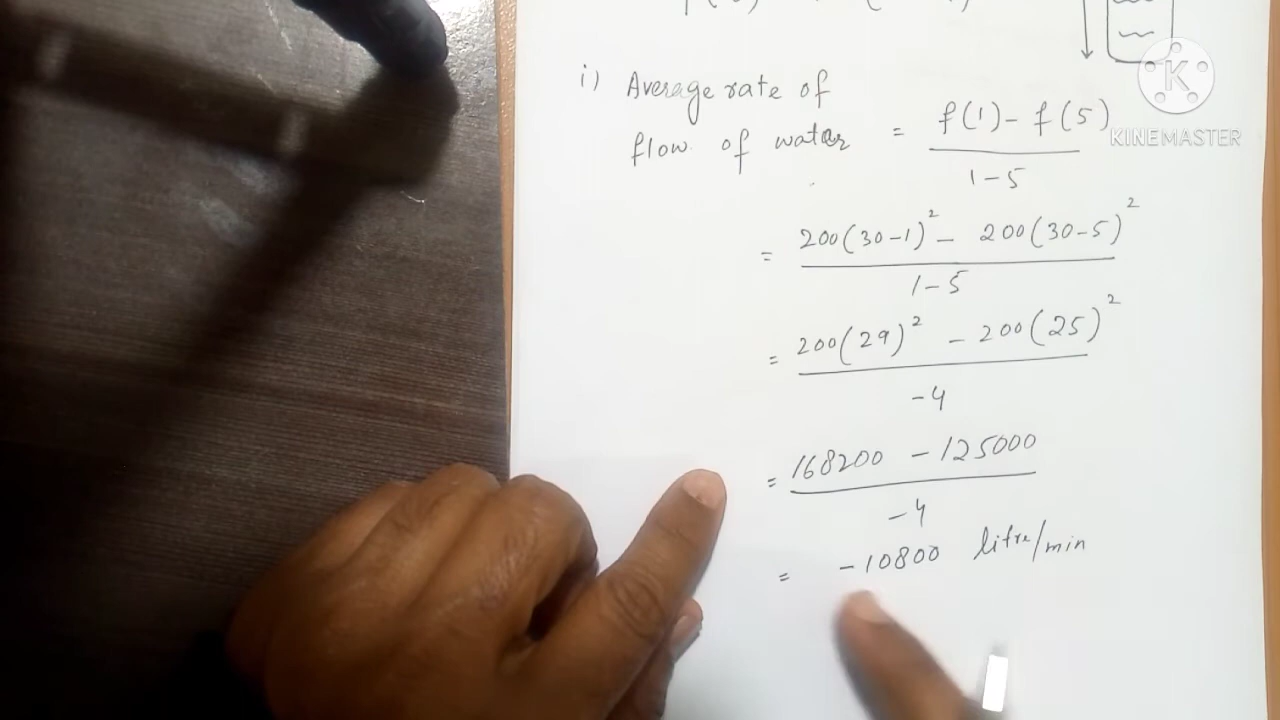 i) Average rate of
flow of water = f(1) - f(5)
1-5
= 200(30-1)² - 200(30-5)²
1-5
= 200(29)² - 200(25)²
-4
= 168200 - 125000
-4
= -10800 litre/min
K
KINEMASTER